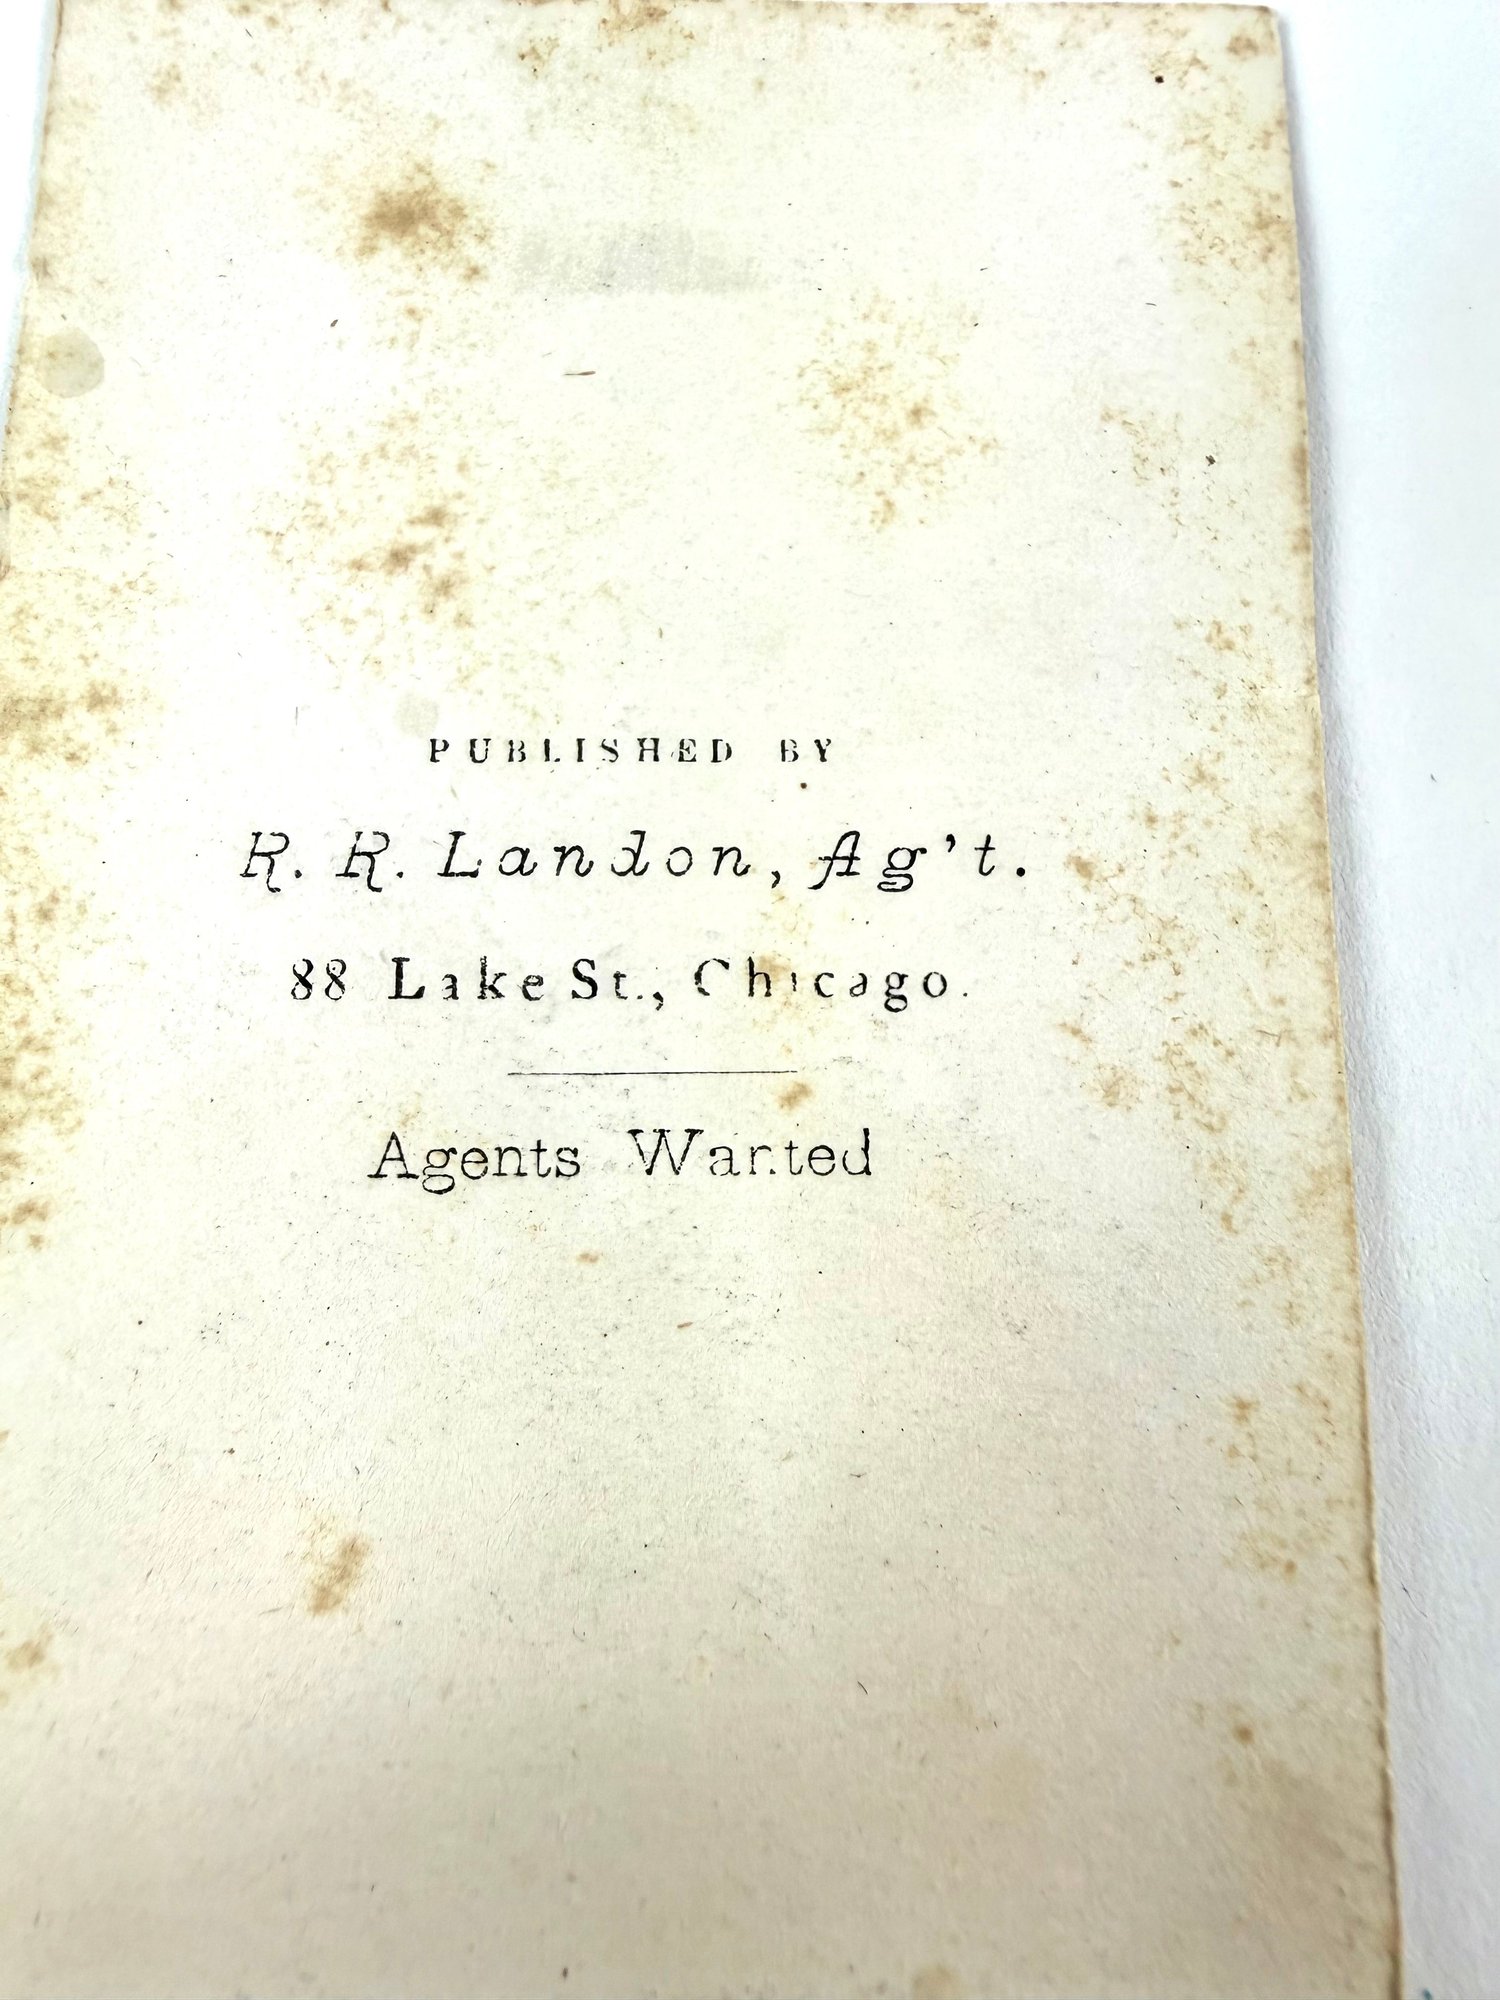 PUBLISHED BY
R. R. Landon, Ag't.
88 Lake St., Chicago.
Agents Wanted